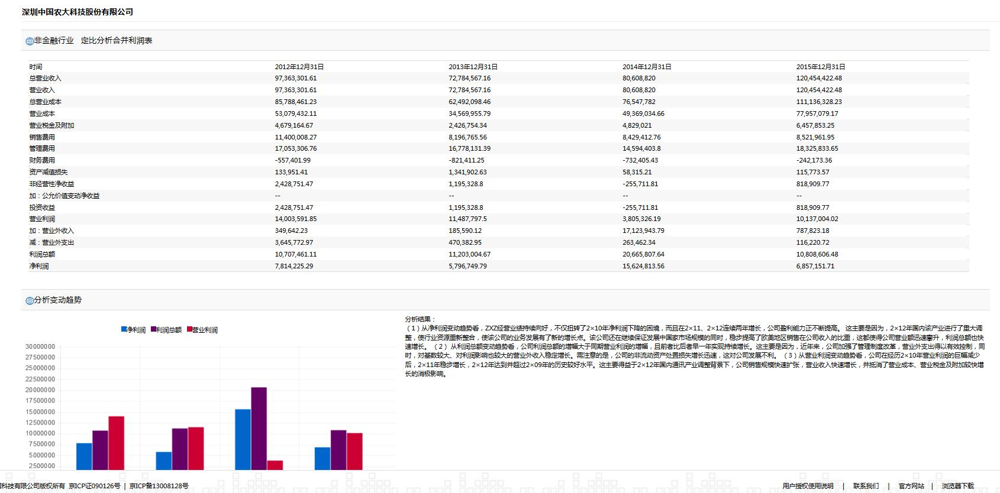 深圳中国农大科技股份有限公司
非金融行业 定比分析合并利润表
时间 2012年12月31日 2013年12月31日 2014年12月31日 2015年12月31日
总营业收入 97,363,301.61 72,784,567.16 80,608,820 120,454,422.48
营业收入 97,363,301.61 72,784,567.16 80,608,820 120,454,422.48
总营业成本 85,788,461.23 62,492,098.46 76,547,782 111,136,328.23
营业成本 53,079,432.11 34,569,955.79 49,369,034.66 77,957,079.17
营业税金及附加 4,679,164.67 2,426,754.34 4,829,021 6,457,853.25
销售费用 11,400,008.27 8,196,765.56 8,429,412.76 8,521,961.95
管理费用 17,053,306.76 16,778,131.39 14,594,403.8 18,325,833.65
财务费用 -557,401.99 -821,411.25 -732,405.43 -242,173.36
资产减值损失 133,951.41 1,341,902.63 58,315.21 115,773.57
非经营性净收益 2,428,751.47 1,195,328.8 -255,711.81 818,909.77
加：公允价值变动净收益 -- -- -- --
投资收益 2,428,751.47 1,195,328.8 -255,711.81 818,909.77
营业利润 14,003,591.85 11,487,797.5 3,805,326.19 10,137,004.02
加：营业外收入 349,642.23 185,590.12 17,123,943.79 787,823.18
减：营业外支出 3,645,772.97 470,382.95 263,462.34 116,220.72
利润总额 10,707,461.11 11,203,004.67 20,665,807.64 10,808,606.48
净利润 7,814,225.29 5,796,749.79 15,624,813.56 6,857,151.71
分析变动趋势
净利润 利润总额 营业利润
30000000
27500000
25000000
22500000
20000000
17500000
15000000
12500000
10000000
7500000
5000000
2500000
分析结果：
（1）从净利润变动趋势看，ZXZ经营业绩持续向好，不仅扭转了2×10年净利润下降的困境，而且在2×11、2×12连续两年增长，公司盈利能力正不断提高。 这主要是因为，2×12年国内该产业进行了重大调
整，使行业资源重新整合，使该公司的业务发展有了新的增长点。该公司还在继续保证发展中国家市场规模的同时，稳步提高了欧美地区销售在公司收入的比重，这都使得公司营业额迅速攀升，利润总额也快
速增长。 （2） 从利润总额变动趋势看，公司利润总额的增幅大于同期营业利润的增幅，且前者比后者早一年实现持续增长。这主要是因为，近年来，公司加强了管理制度改革，营业外支出得以有效控制，同
时，对基数较大、对利润影响也较大的营业外收入稳定增长。需注意的是，公司的非流动资产处置损失增长迅速，这对公司发展不利。 （3）从营业利润变动趋势看，公司在经历2×10年营业利润的巨幅减少
后，2×11年稳步增长，2×12年达到并超过2×09年的历史较好水平。这主要得益于2×12年国内通讯产业调整背景下，公司销售规模快速扩张，营业收入快速增长，并抵消了营业成本、营业税金及附加较快增
长的消极影响。
科技有限公司版权所有 京ICP证090126号 | 京ICP备13008128号 用户授权使用说明 | 联系我们 | 官方网站 | 浏览器下载